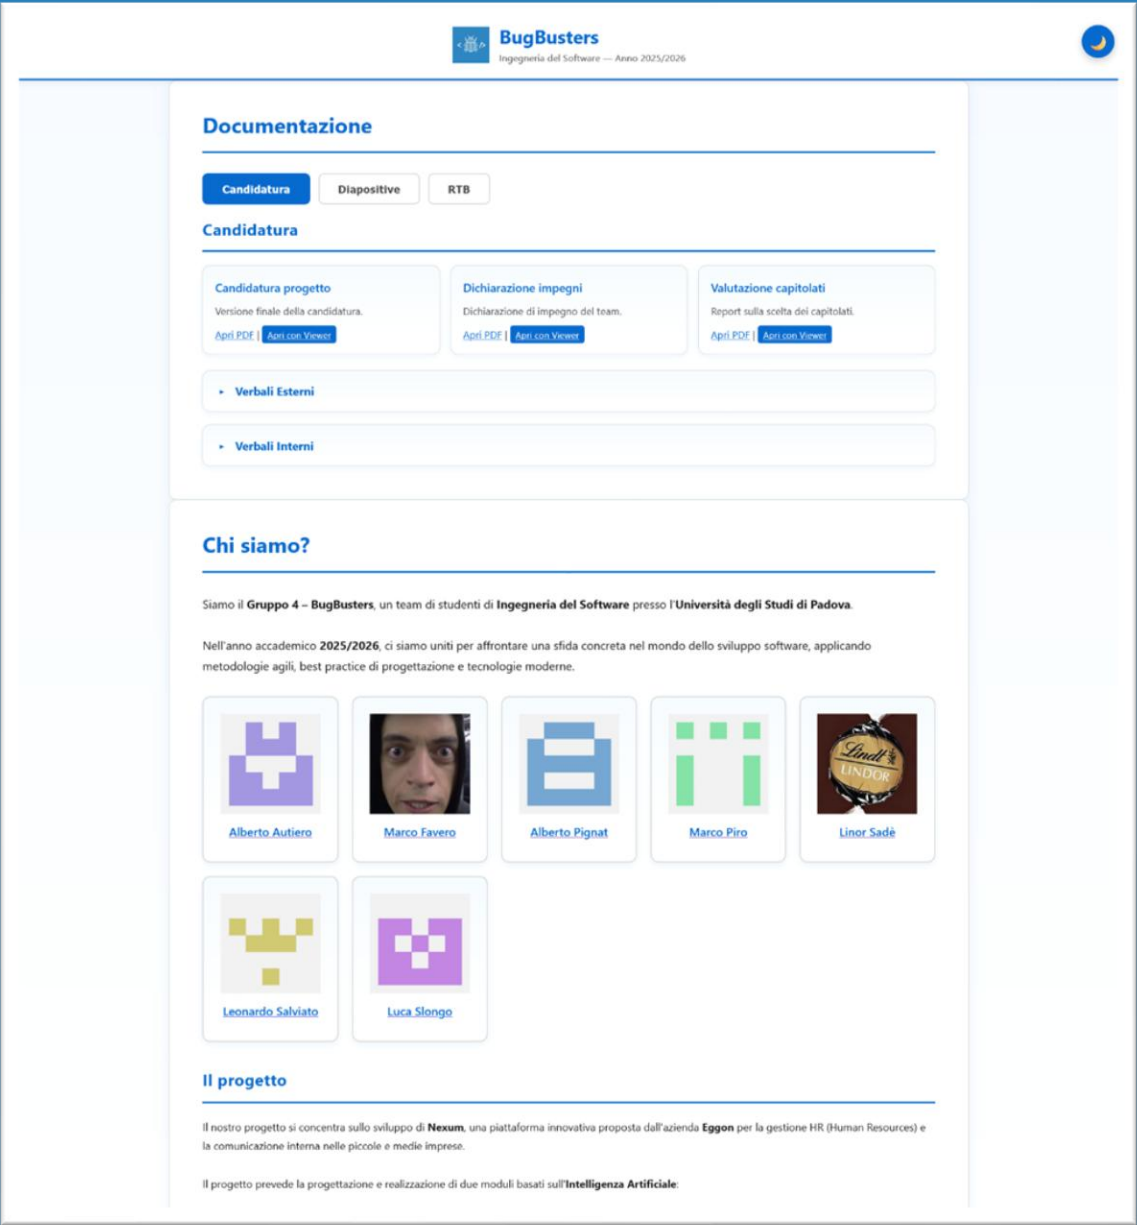 BugBusters
Ingegneria del Software — Anno 2025/2026
Documentazione
Candidatura
Diapositive
RTB
Candidatura
Candidatura progetto
Versione finale della candidatura.
Apri PDF | Apri con Viewer
Dichiarazione impegni
Dichiarazione di impegno del team.
Apri PDF | Apri con Viewer
Valutazione capitolati
Report sulla scelta dei capitolati.
Apri PDF | Apri con Viewer
Verbali Esterni
Verbali Interni
Chi siamo?
Siamo il Gruppo 4 – BugBusters, un team di studenti di Ingegneria del Software presso l'Università degli Studi di Padova.
Nell'anno accademico 2025/2026, ci siamo uniti per affrontare una sfida concreta nel mondo dello sviluppo software, applicando
metodologie agili, best practice di progettazione e tecnologie moderne.
Alberto Autiero
Marco Favero
Alberto Pignat
Marco Piro
Lindt
LINDOR
Linor Sadè
Leonardo Salviato
Luca Slongo
Il progetto
Il nostro progetto si concentra sullo sviluppo di Nexum, una piattaforma innovativa proposta dall'azienda Eggon per la gestione HR (Human Resources) e
la comunicazione interna nelle piccole e medie imprese.
Il progetto prevede la progettazione e realizzazione di due moduli basati sull'Intelligenza Artificiale: